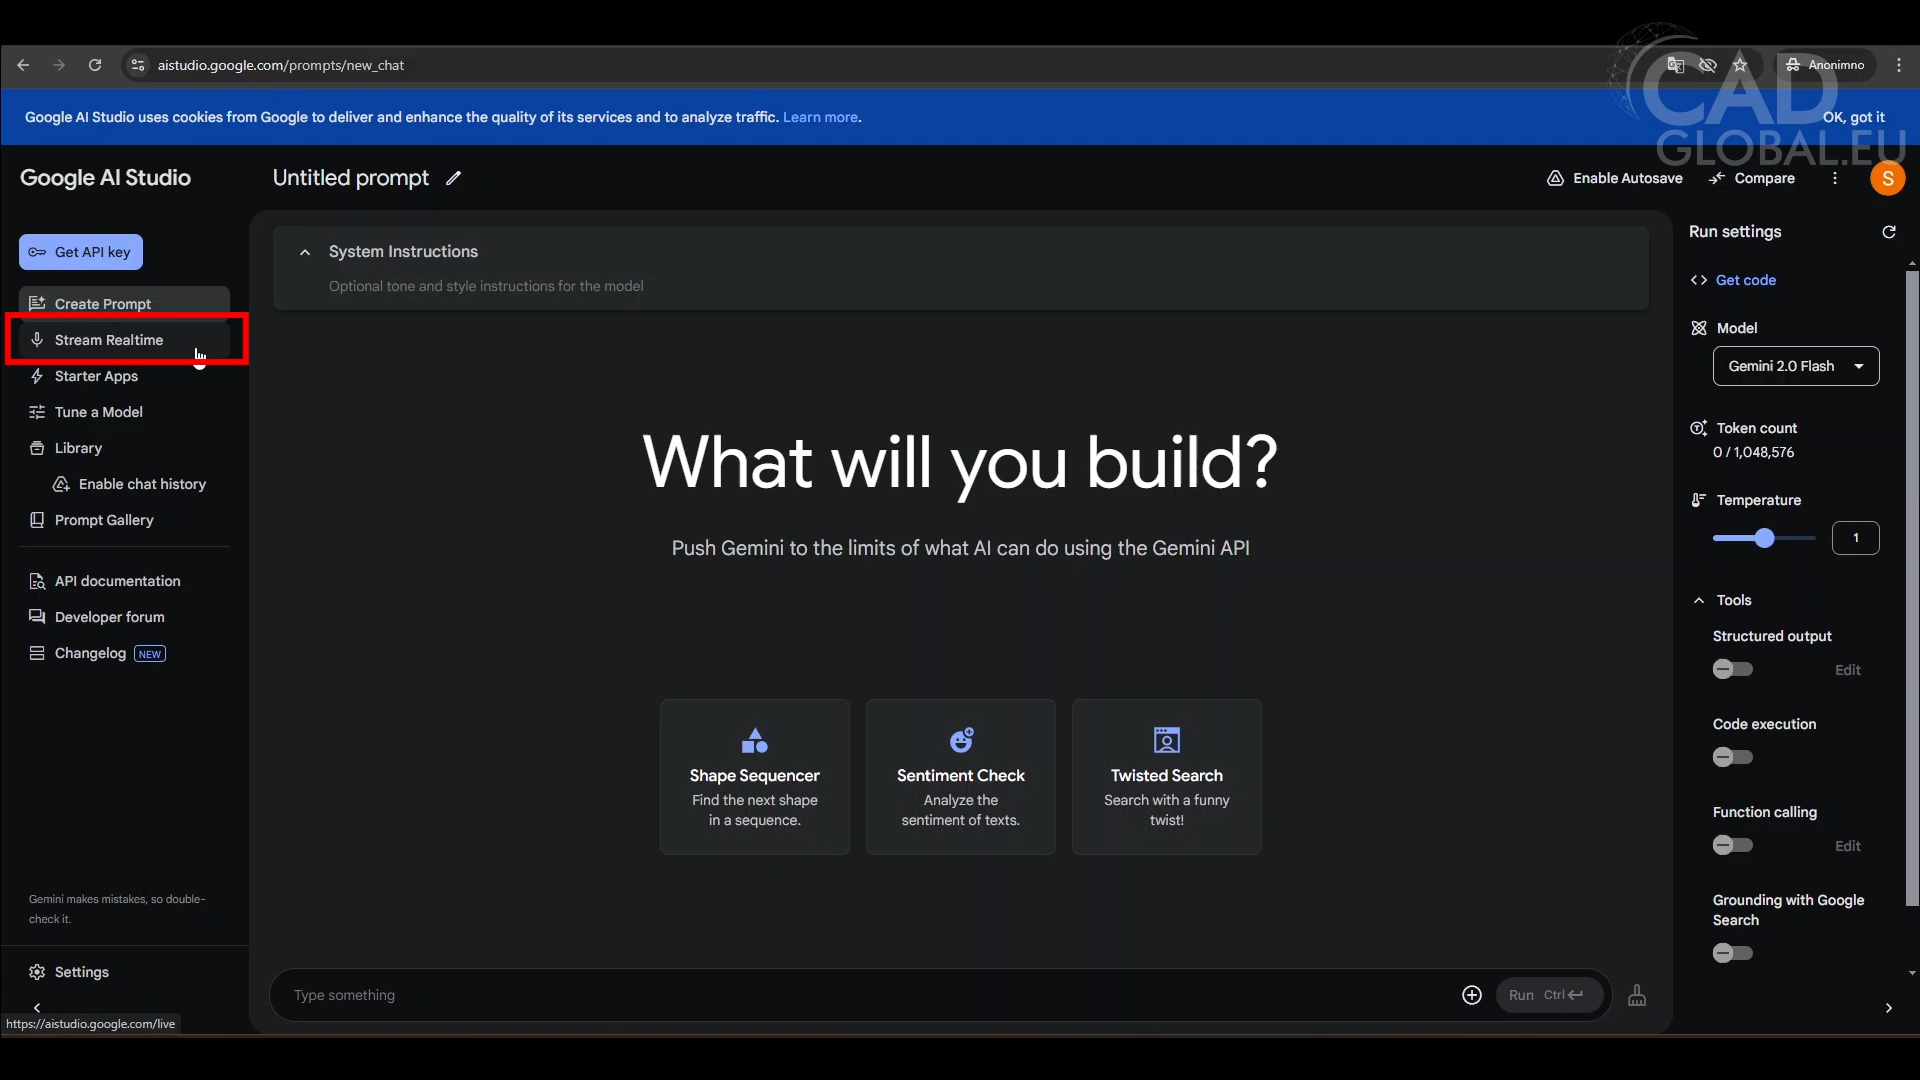 aistudio.google.com/prompts/new_chat
Anonimno
CAD
GLOBAL.EU
Google AI Studio uses cookies from Google to deliver and enhance the quality of its services and to analyze traffic. Learn more.
OK, got it
Google AI Studio
Untitled prompt
Enable Autosave
Compare
S
Get API key
Create Prompt
Stream Realtime
Starter Apps
Tune a Model
Library
Enable chat history
Prompt Gallery
API documentation
Developer forum
Changelog NEW
Gemini makes mistakes, so double-
check it.
Settings
https://aistudio.google.com/live
System Instructions
Optional tone and style instructions for the model
What will you build?
Push Gemini to the limits of what AI can do using the Gemini API
Shape Sequencer
Find the next shape
in a sequence.
Sentiment Check
Analyze the
sentiment of texts.
Twisted Search
Search with a funny
twist!
Type something
Run Ctrl
Run settings
Get code
Model
Gemini 2.0 Flash
Token count
0 / 1,048,576
Temperature
1
Tools
Structured output
Edit
Code execution
Function calling
Edit
Grounding with Google
Search